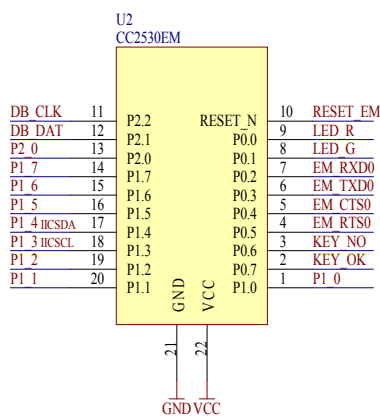 U2
CC2530EM
DB_CLK 11 P2.2 RESET_N 10 RESET_EM
DB_DAT 12 P2.1 P0.0 9 LED_R
P2_0 13 P2.0 P0.1 8 LED_G
P1_7 14 P1.7 P0.2 7 EM_RXD0
P1_6 15 P1.6 P0.3 6 EM_TXD0
P1_5 16 P1.5 P0.4 5 EM_CTS0
P1_4 IICSDA 17 P1.4 P0.5 4 EM_RTS0
P1_3 IICSCL 18 P1.3 P0.6 3 KEY_NO
P1_2 19 P1.2 P0.7 2 KEY_OK
P1_1 20 P1.1 P1.0 1 P1_0
GND VCC
21 22
GND VCC